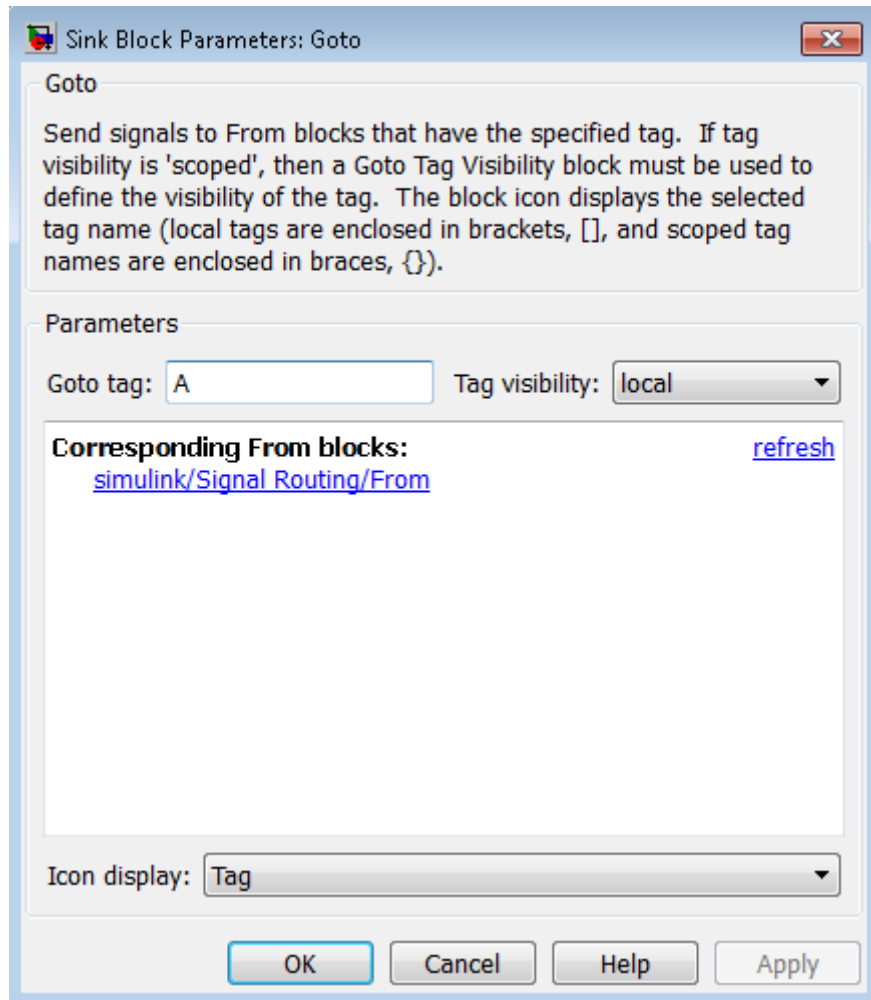 Sink Block Parameters: Goto
Goto
Send signals to From blocks that have the specified tag.  If tag
visibility is 'scoped', then a Goto Tag Visibility block must be used to
define the visibility of the tag.  The block icon displays the selected
tag name (local tags are enclosed in brackets, [], and scoped tag
names are enclosed in braces, {}).
Parameters
Goto tag: A Tag visibility: local
Corresponding From blocks: refresh
simulink/Signal Routing/From
Icon display: Tag
OK Cancel Help Apply